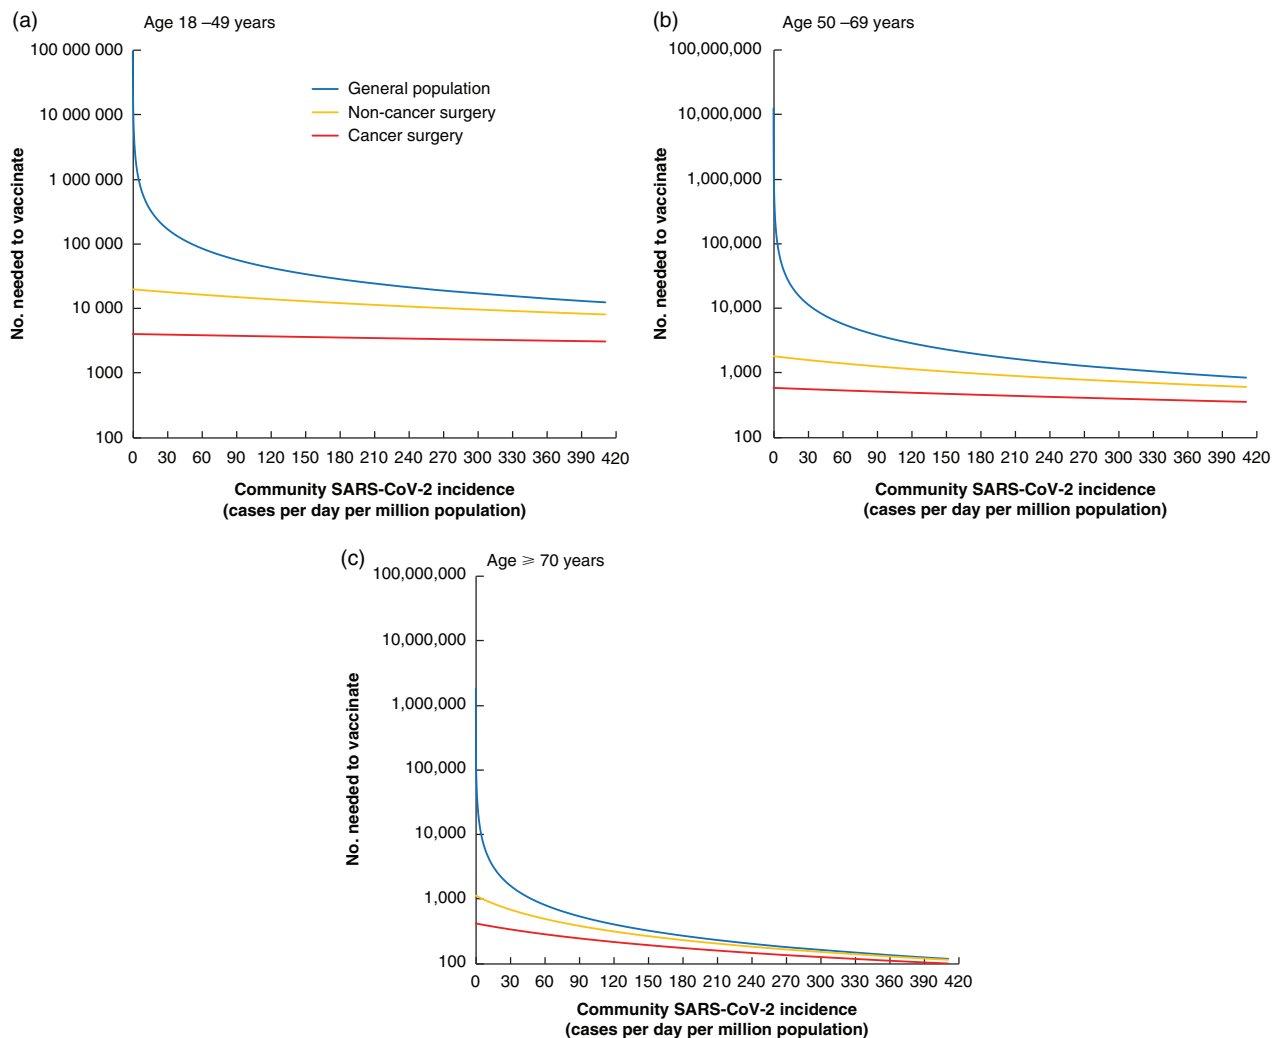 (a)
Age 18 –49 years
No. needed to vaccinate
100 000 000
10 000 000
1 000 000
100 000
10 000
1000
100
General population
Non-cancer surgery
Cancer surgery
0 30 60 90 120 150 180 210 240 270 300 330 360 390 420
Community SARS-CoV-2 incidence
(cases per day per million population)
(b)
Age 50 –69 years
No. needed to vaccinate
100,000,000
10,000,000
1,000,000
100,000
10,000
1,000
100
0 30 60 90 120 150 180 210 240 270 300 330 360 390 420
Community SARS-CoV-2 incidence
(cases per day per million population)
(c)
Age ⩾ 70 years
No. needed to vaccinate
100,000,000
10,000,000
1,000,000
100,000
10,000
1,000
100
0 30 60 90 120 150 180 210 240 270 300 330 360 390 420
Community SARS-CoV-2 incidence
(cases per day per million population)